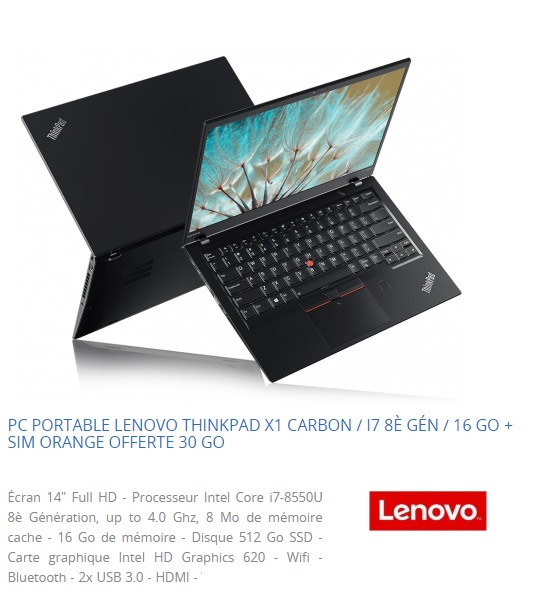 ThinkPad
ThinkPad
PC PORTABLE LENOVO THINKPAD X1 CARBON / I7 8È GÉN / 16 GO +
SIM ORANGE OFFERTE 30 GO
Écran 14" Full HD - Processeur Intel Core i7-8550U
8è Génération, up to 4.0 Ghz, 8 Mo de mémoire
cache - 16 Go de mémoire - Disque 512 Go SSD -
Carte graphique Intel HD Graphics 620 - Wifi -
Bluetooth - 2x USB 3.0 - HDMI -
Lenovo